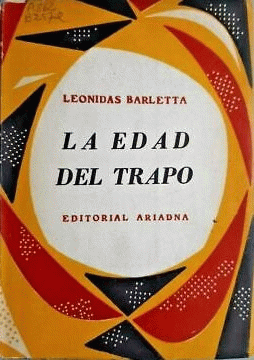 LEONIDAS BARLETTA
LA EDAD
DEL TRAPO
EDITORIAL ARIADNA